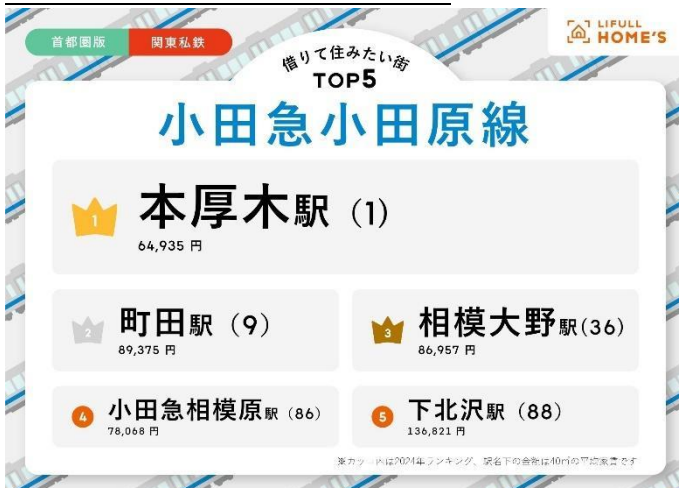 首都圏版
関東私鉄
LIFULL
HOME'S
借りて住みたい街
TOP5
小田急小田原線
1
本厚木駅（1）
64,935 円
2
町田駅（9）
89,375 円
3
相模大野駅(36)
86,957 円
4
小田急相模原駅（86）
78,068 円
5
下北沢駅（88）
136,821 円
※カッコ内は2024年ランキング、駅名下の金額は40㎡の平均家賃です